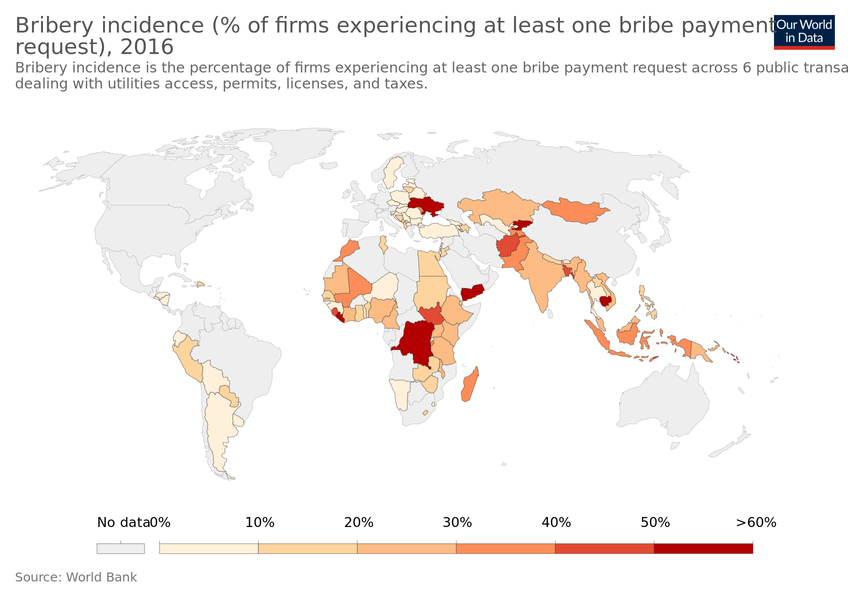 Bribery incidence (% of firms experiencing at least one bribe payment
request), 2016
Our World
in Data
Bribery incidence is the percentage of firms experiencing at least one bribe payment request across 6 public transa
dealing with utilities access, permits, licenses, and taxes.
No data 0% 10% 20% 30% 40% 50% >60%
Source: World Bank